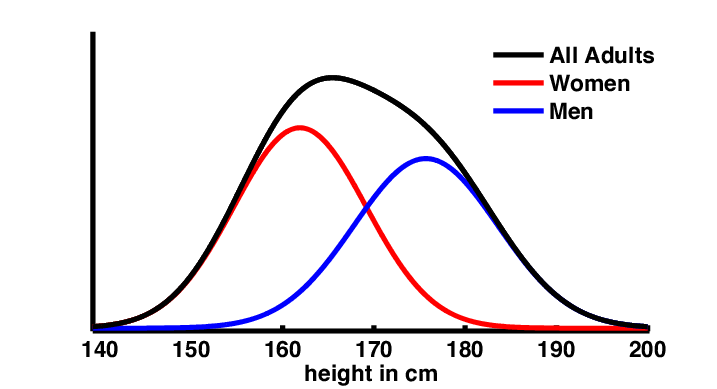 All Adults
Women
Men
140 150 160 170 180 190 200
height in cm